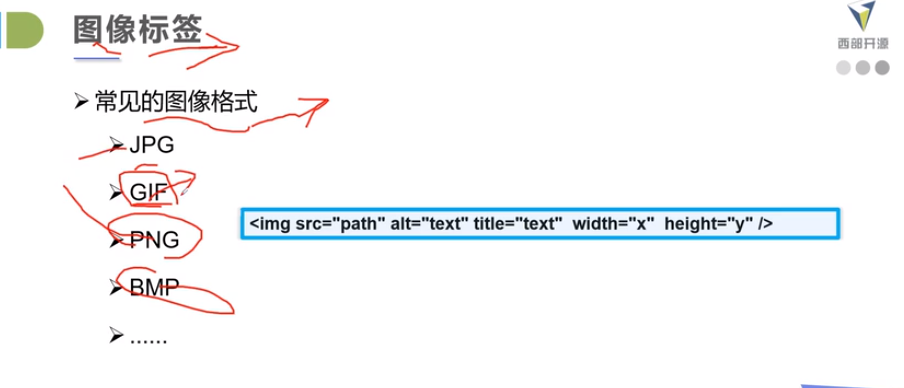 图像标签
西部开源
常见的图像格式
JPG
GIF
PNG
<img src="path" alt="text" title="text" width="x" height="y" />
BMP
......